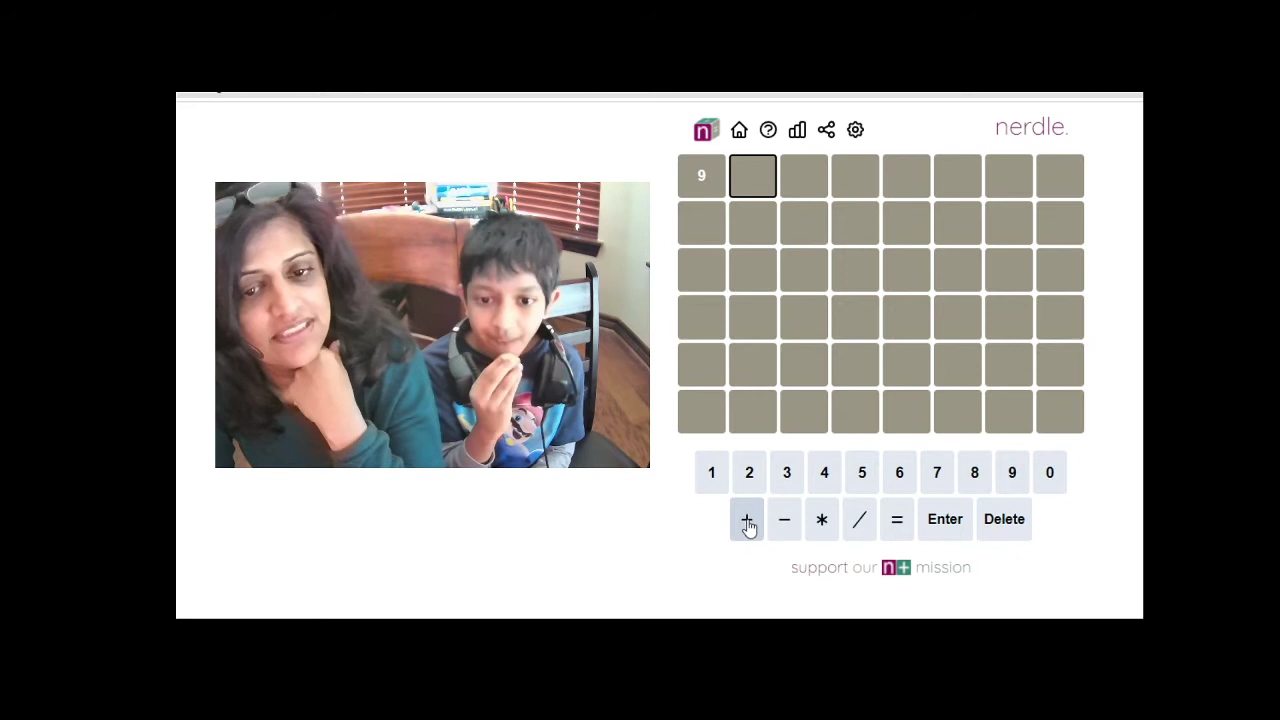 n nerdle.
9
1 2 3 4 5 6 7 8 9 0
+ - * / = Enter Delete
support our n+ mission